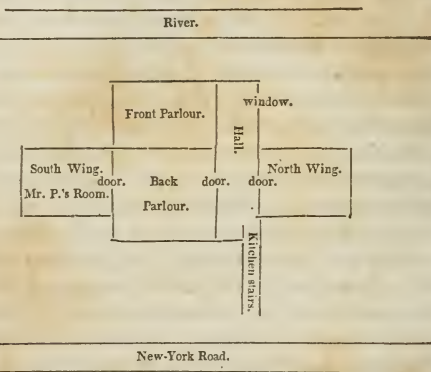 River.
window.
Front Parlour.
Hall.
South Wing.
Mr. P.'s Room.
door.
Back
Parlour.
door.
door.
North Wing.
Kitchen stairs.
New-York Road.